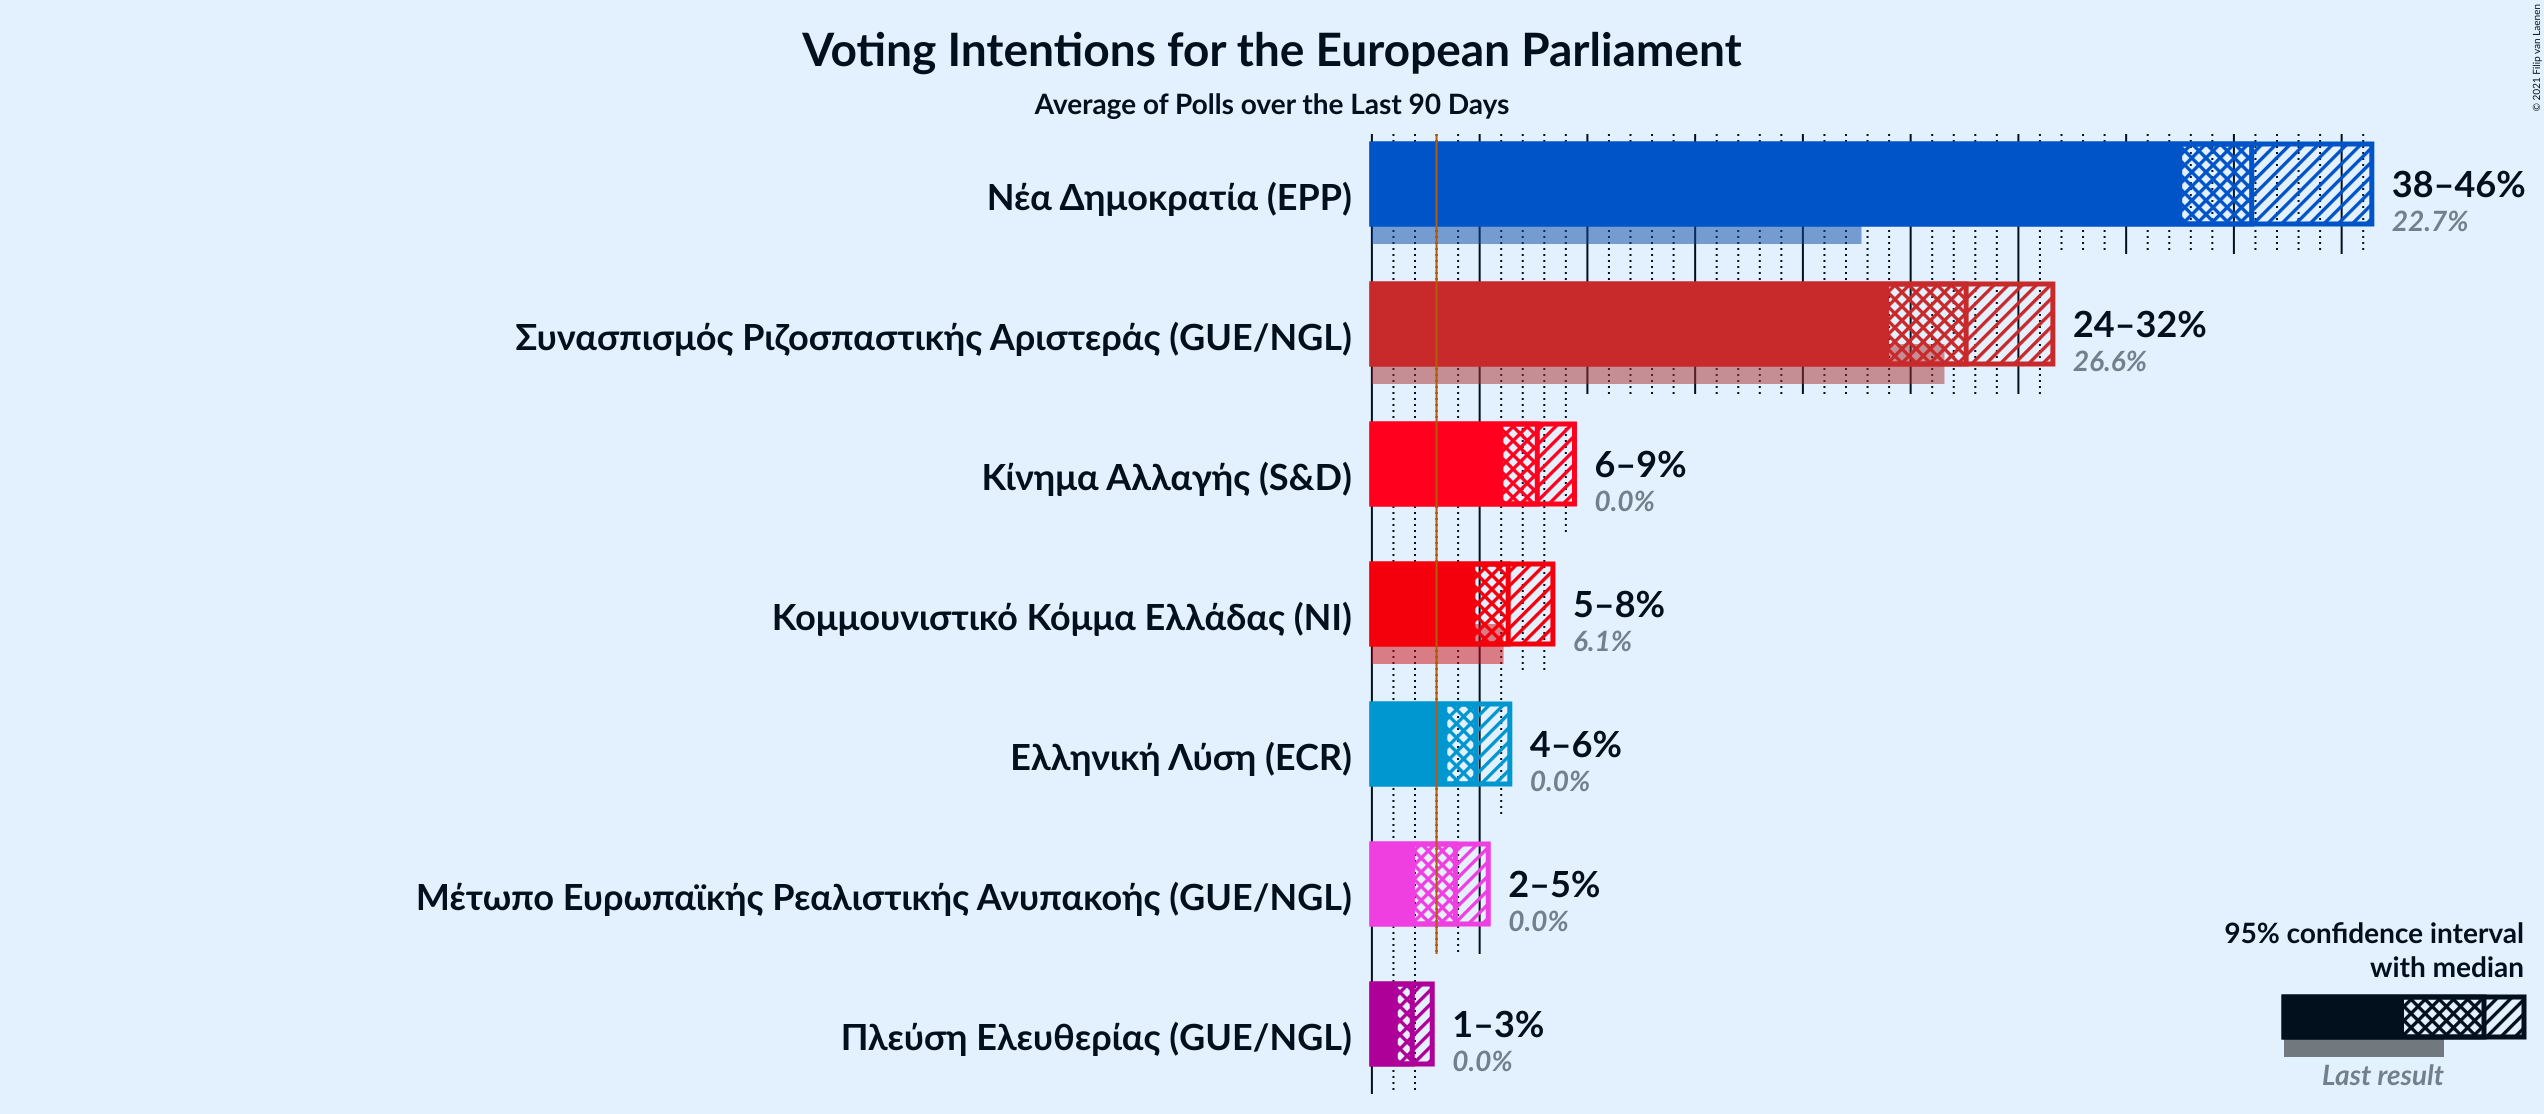 Voting Intentions for the European Parliament
Average of Polls over the Last 90 Days
© 2021 Filip van Laenen
Νέα Δημοκρατία (EPP)
38–46%
22.7%
Συνασπισμός Ριζοσπαστικής Αριστεράς (GUE/NGL)
24–32%
26.6%
Κίνημα Αλλαγής (S&D)
6–9%
0.0%
Κομμουνιστικό Κόμμα Ελλάδας (NI)
5–8%
6.1%
Ελληνική Λύση (ECR)
4–6%
0.0%
Μέτωπο Ευρωπαϊκής Ρεαλιστικής Ανυπακοής (GUE/NGL)
2–5%
0.0%
Πλεύση Ελευθερίας (GUE/NGL)
1–3%
0.0%
95% confidence interval
with median
Last result